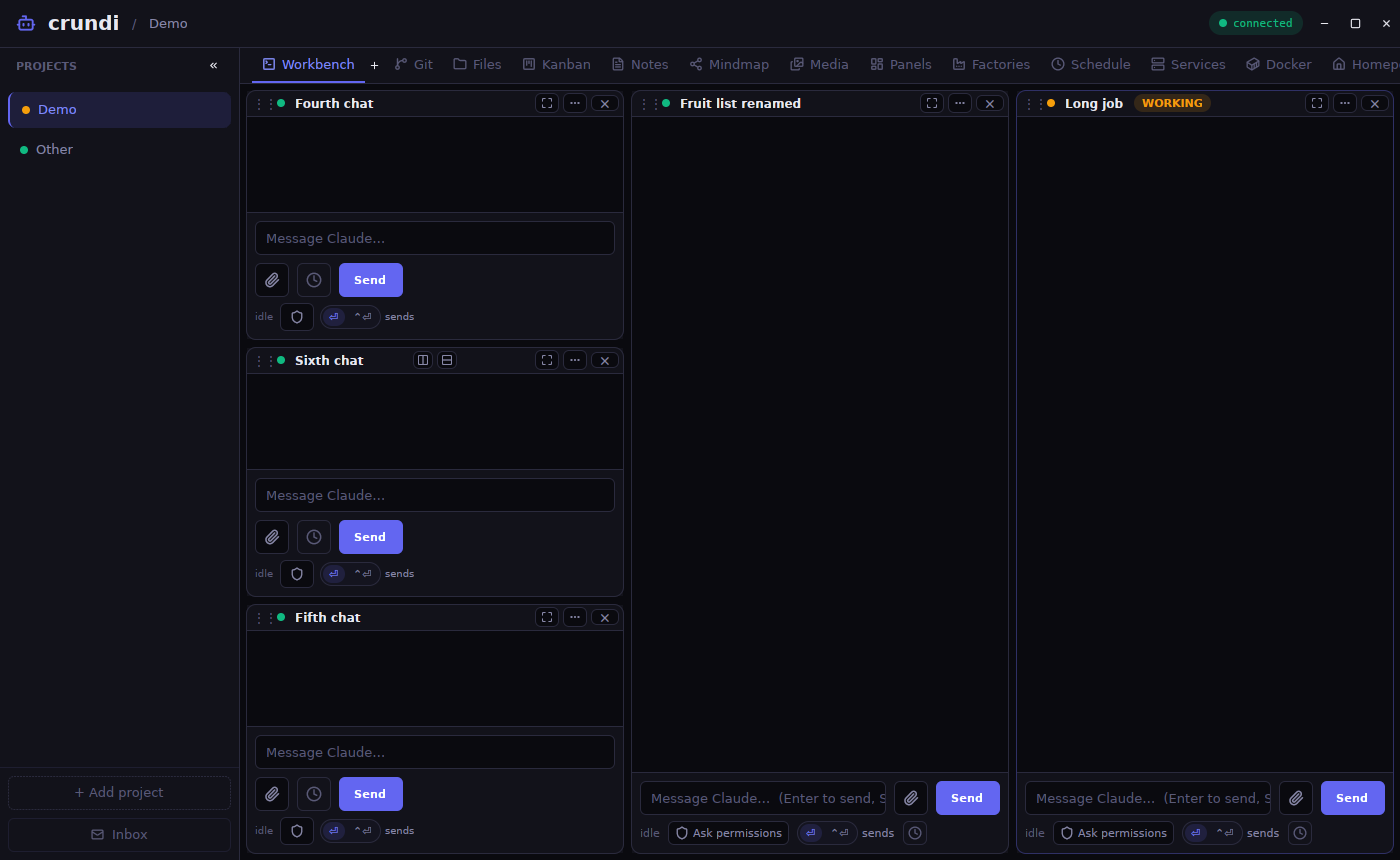 crundi / Demo
connected
PROJECTS «
Demo
Other
+ Add project
Inbox
Workbench + Git Files Kanban Notes Mindmap Media Panels Factories Schedule Services Docker Homep
Fourth chat
Message Claude...
Send
idle ⏎ ⌃⏎ sends
Sixth chat
Message Claude...
Send
idle ⏎ ⌃⏎ sends
Fifth chat
Message Claude...
Send
idle ⏎ ⌃⏎ sends
Fruit list renamed
Message Claude... (Enter to send, S
Send
idle Ask permissions ⏎ ⌃⏎ sends
Long job WORKING
Message Claude... (Enter to send, S
Send
idle Ask permissions ⏎ ⌃⏎ sends